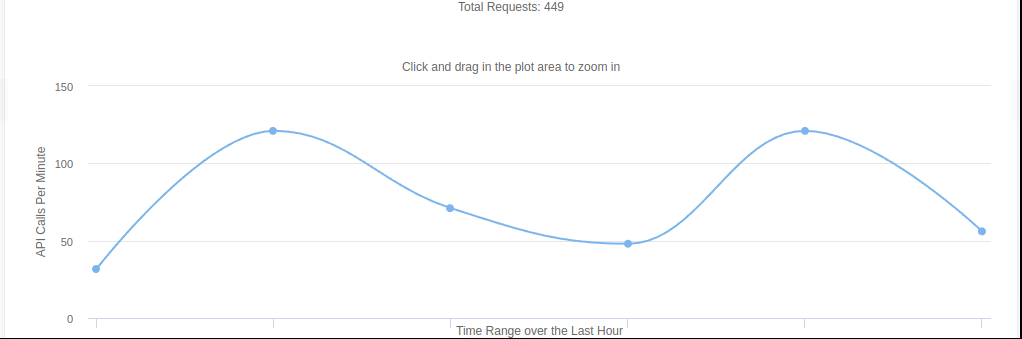 Total Requests: 449
Click and drag in the plot area to zoom in
150
100
50
0
API Calls Per Minute
Time Range over the Last Hour